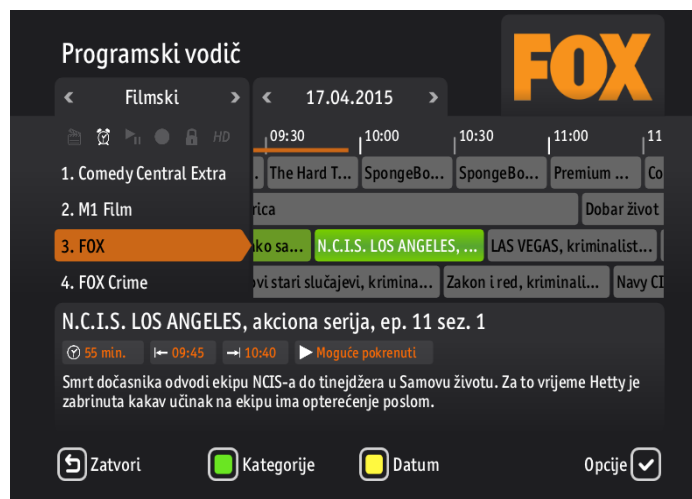 Programski vodič
FOX
< Filmski >
< 17.04.2015 >
HD
09:30 10:00 10:30 11:00 11
1. Comedy Central Extra . The Hard T... SpongeBo... SpongeBo... Premium ... Co
2. M1 Film rica Dobar život
3. FOX ko sa... N.C.I.S. LOS ANGELES, ... LAS VEGAS, kriminalist...
4. FOX Crime vi stari slučajevi, krimina... Zakon i red, kriminali... Navy CI
N.C.I.S. LOS ANGELES, akciona serija, ep. 11 sez. 1
55 min. 09:45 10:40 Moguće pokrenuti
Smrt dočasnika odvodi ekipu NCIS-a do tinejdžera u Samovu životu. Za to vrijeme Hetty je
zabrinuta kakav učinak na ekipu ima opterećenje poslom.
Zatvori Kategorije Datum Opcije